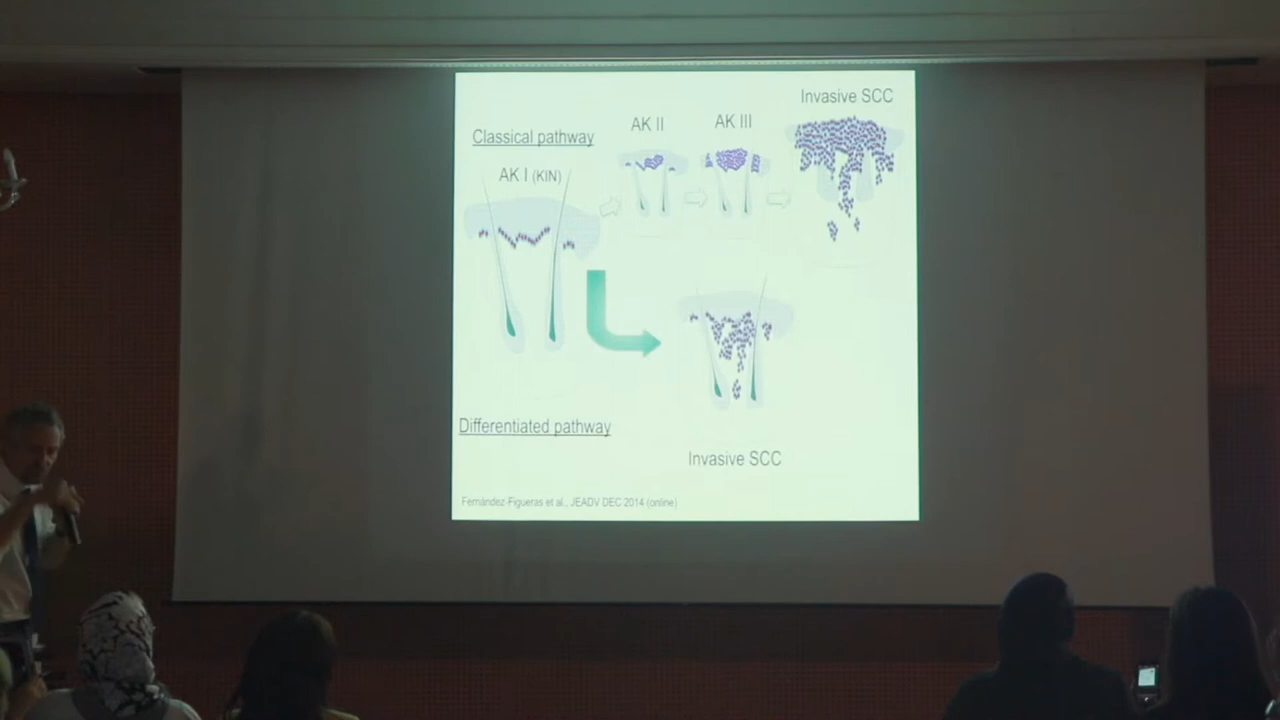 Invasive SCC
AK II
AK III
Classical pathway
AK I (KIN)
Differentiated pathway
Invasive SCC
Fernández-Figueras et al., JEADV DEC 2014 (online)